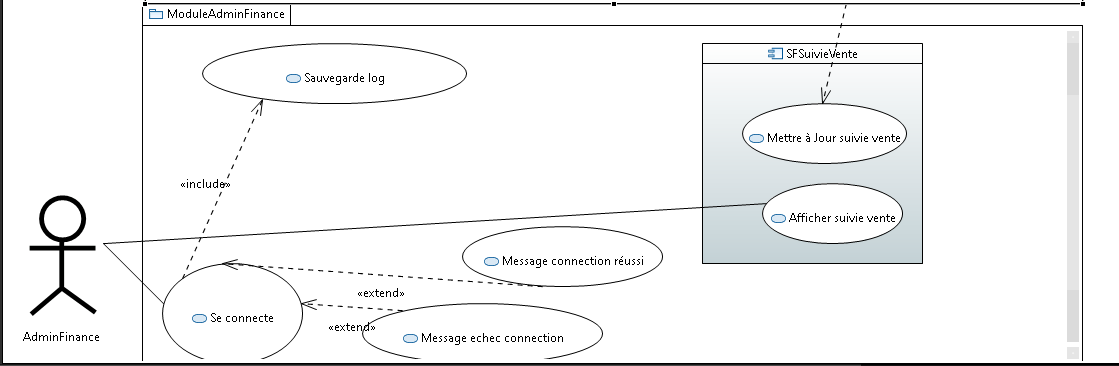 ModuleAdminFinance
SFSuivieVente
Sauvegarde log
Mettre à Jour suivie vente
«include»
Afficher suivie vente
Message connection réussi
«extend»
Se connecte
«extend»
Message echec connection
AdminFinance